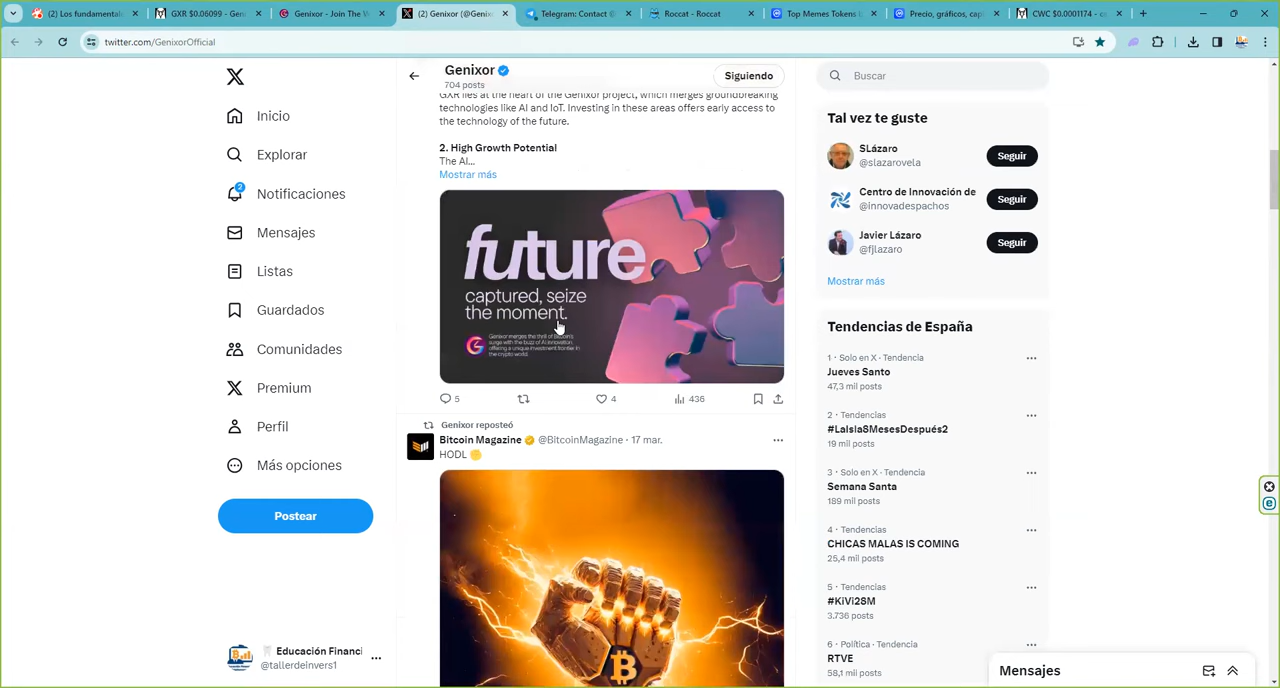 (2) Los fundamentale
GXR $0.06099 - Gen
Genixor - Join The W
(2) Genixor (@Genix
Telegram: Contact @
Roccat - Roccat
Top Memes Tokens b
Precio, gráficos, cap
CWC $0.0001174 - c
twitter.com/GenixorOfficial
Inicio
Explorar
2
Notificaciones
Mensajes
Listas
Guardados
Comunidades
Premium
Perfil
Más opciones
Postear
Educación Financi
@tallerdeinvers1
Genixor
704 posts
Siguiendo
GXR lies at the heart of the Genixor project, which merges groundbreaking
technologies like AI and IoT. Investing in these areas offers early access to
the technology of the future.
2. High Growth Potential
The AI...
Mostrar más
future
captured, seize
the moment.
Genixor merges the thrill of Bitcoin's
surge with the buzz of AI innovation,
offering a unique investment frontier in
the crypto world.
5
4
436
Genixor reposteó
Bitcoin Magazine @BitcoinMagazine · 17 mar.
HODL
Buscar
Tal vez te guste
SLázaro
@slazarovela
Seguir
Centro de Innovación de
@innovadespachos
Seguir
Javier Lázaro
@fjlazaro
Seguir
Mostrar más
Tendencias de España
1 · Solo en X · Tendencia
Jueves Santo
47,3 mil posts
2 · Tendencias
#LaIsla8MesesDespués2
19 mil posts
3 · Solo en X · Tendencia
Semana Santa
189 mil posts
4 · Tendencias
CHICAS MALAS IS COMING
25,4 mil posts
5 · Tendencias
#KiVi28M
3.736 posts
6 · Política · Tendencia
RTVE
58,1 mil posts
Mensajes